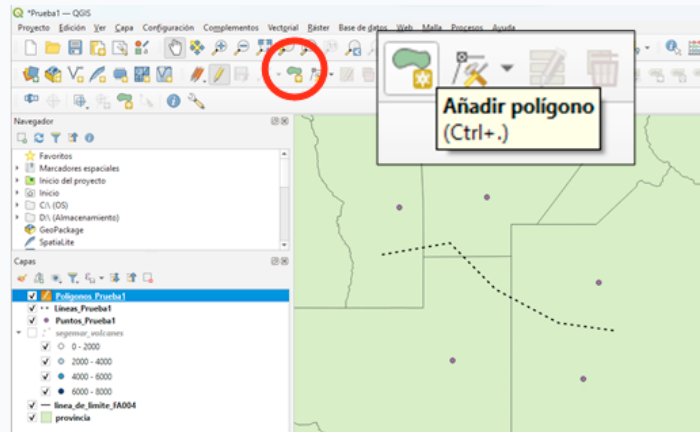 *Prueba1 — QGIS
Proyecto Edición Ver Capa Configuración Complementos Vectorial Ráster Base de datos Web Malla Procesos Ayuda
Añadir polígono
(Ctrl+.)
Navegador
Favoritos
Marcadores espaciales
Inicio del proyecto
Inicio
C:\ (OS)
D:\ (Almacenamiento)
GeoPackage
SpatiaLite
Capas
Poligonos_Prueba1
Lineas_Prueba1
Puntos_Prueba1
segemar_volcanes
0 - 2000
2000 - 4000
4000 - 6000
6000 - 8000
linea_de_limite_FA004
provincia